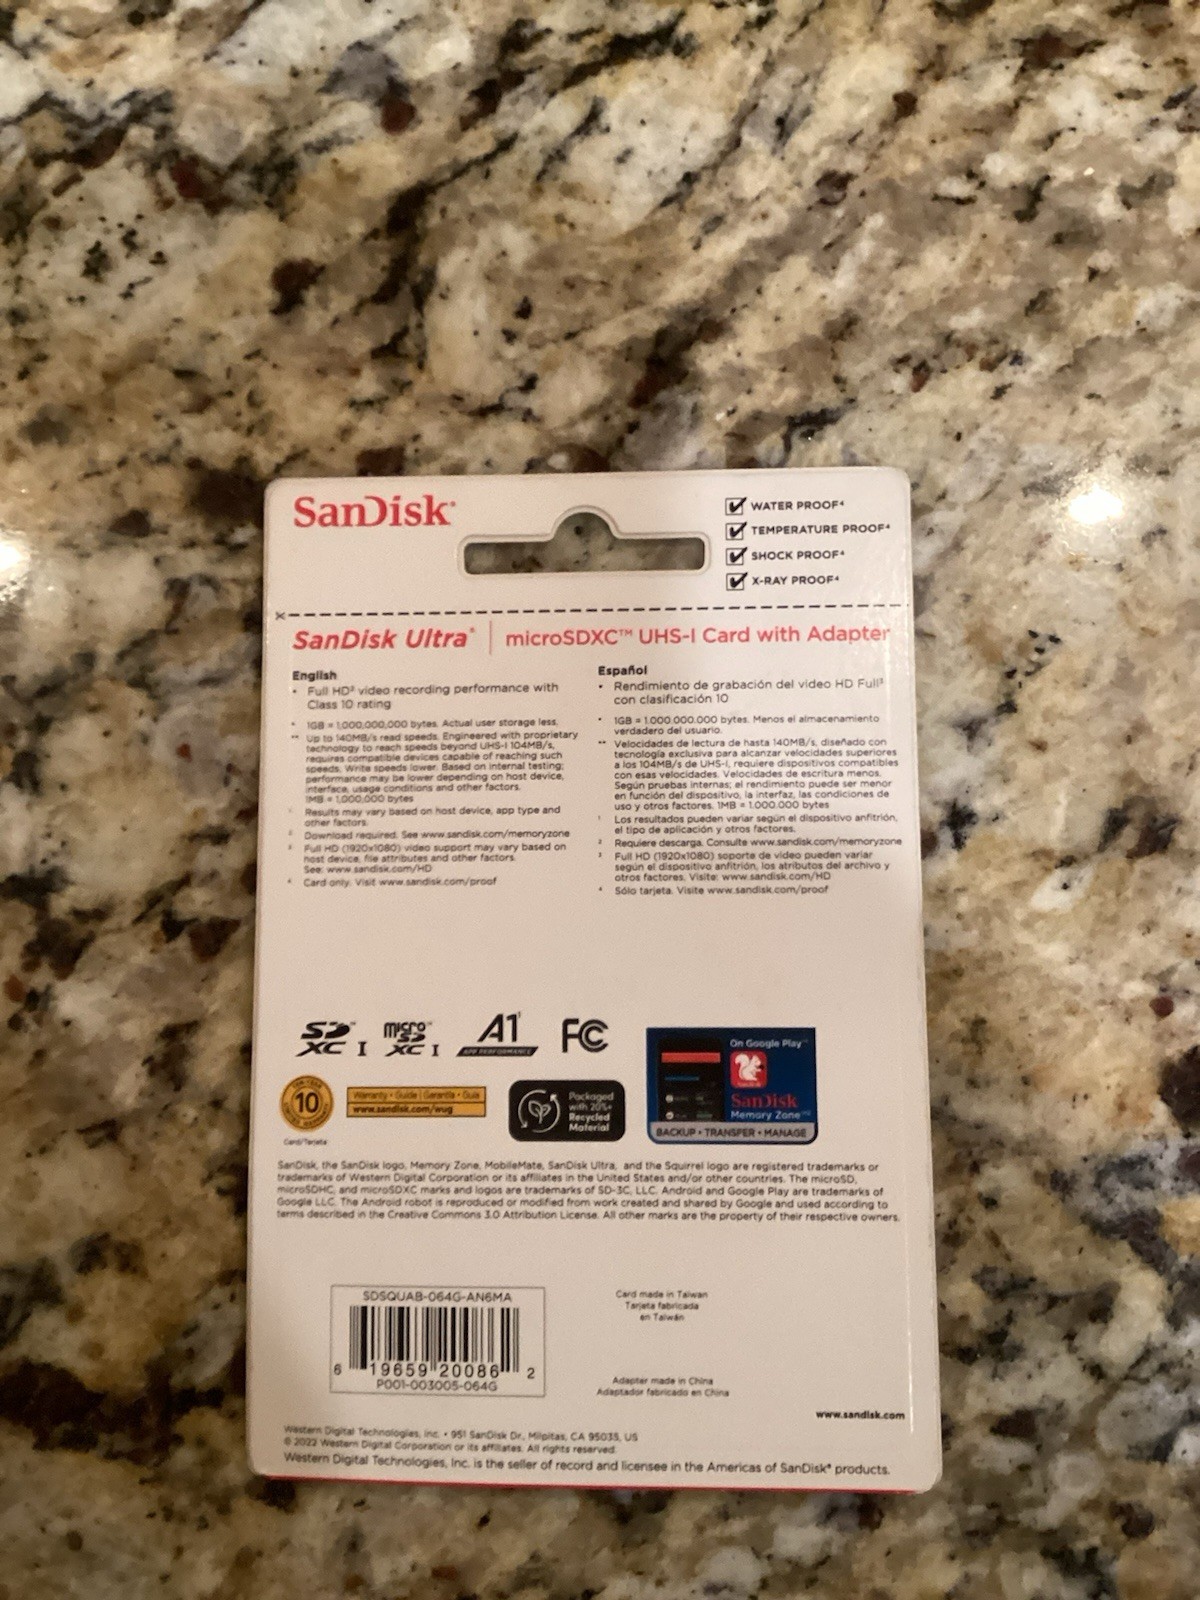 SanDisk®
WATER PROOF⁴
TEMPERATURE PROOF⁴
SHOCK PROOF⁴
X-RAY PROOF⁴
SanDisk Ultra®
microSDXC™ UHS-I Card with Adapter
English
• Full HD³ video recording performance with
Class 10 rating
* 1GB = 1,000,000,000 bytes. Actual user storage less.
** Up to 140MB/s read speeds. Engineered with proprietary
technology to reach speeds beyond UHS-I 104MB/s,
requires compatible devices capable of reaching such
speeds. Write speeds lower. Based on internal testing;
performance may be lower depending on host device,
interface, usage conditions and other factors.
1MB = 1,000,000 bytes
¹ Results may vary based on host device, app type and
other factors.
² Download required. See www.sandisk.com/memoryzone
³ Full HD (1920x1080) video support may vary based on
host device, file attributes and other factors.
See: www.sandisk.com/HD
⁴ Card only. Visit www.sandisk.com/proof
Español
• Rendimiento de grabación del video HD Full³
con clasificación 10
* 1GB = 1.000.000.000 bytes. Menos el almacenamiento
verdadero del usuario.
** Velocidades de lectura de hasta 140MB/s, diseñado con
tecnología exclusiva para alcanzar velocidades superiores
a los 104MB/s de UHS-I, requiere dispositivos compatibles
con esas velocidades. Velocidades de escritura menos.
Según pruebas internas; el rendimiento puede ser menor
en función del dispositivo, la interfaz, las condiciones de
uso y otros factores. 1MB = 1.000.000 bytes
¹ Los resultados pueden variar según el dispositivo anfitrión,
el tipo de aplicación y otros factores.
² Requiere descarga. Consulte www.sandisk.com/memoryzone
³ Full HD (1920x1080) soporte de video pueden variar
según el dispositivo anfitrión, los atributos del archivo y
otros factores. Visite: www.sandisk.com/HD
⁴ Sólo tarjeta. Visite www.sandisk.com/proof
SD XC I
micro SD XC I
A1
APP PERFORMANCE
FC
On Google Play™
SanDisk
Memory Zone
BACKUP • TRANSFER • MANAGE
10
Card/Tarjeta
Warranty • Guide | Garantía • Guía
www.sandisk.com/wug
Packaged
with 20%+
Recycled
Material
SanDisk, the SanDisk logo, Memory Zone, MobileMate, SanDisk Ultra, and the Squirrel logo are registered trademarks or
trademarks of Western Digital Corporation or its affiliates in the United States and/or other countries. The microSD,
microSDHC, and microSDXC marks and logos are trademarks of SD-3C, LLC. Android and Google Play are trademarks of
Google LLC. The Android robot is reproduced or modified from work created and shared by Google and used according to
terms described in the Creative Commons 3.0 Attribution License. All other marks are the property of their respective owners.
SDSQUAB-064G-AN6MA
6 19659 20086 2
P001-003005-064G
Card made in Taiwan
Tarjeta fabricada
en Taiwán
Adapter made in China
Adaptador fabricado en China
www.sandisk.com
Western Digital Technologies, Inc. • 951 SanDisk Dr., Milpitas, CA 95035, US
© 2022 Western Digital Corporation or its affiliates. All rights reserved.
Western Digital Technologies, Inc. is the seller of record and licensee in the Americas of SanDisk® products.